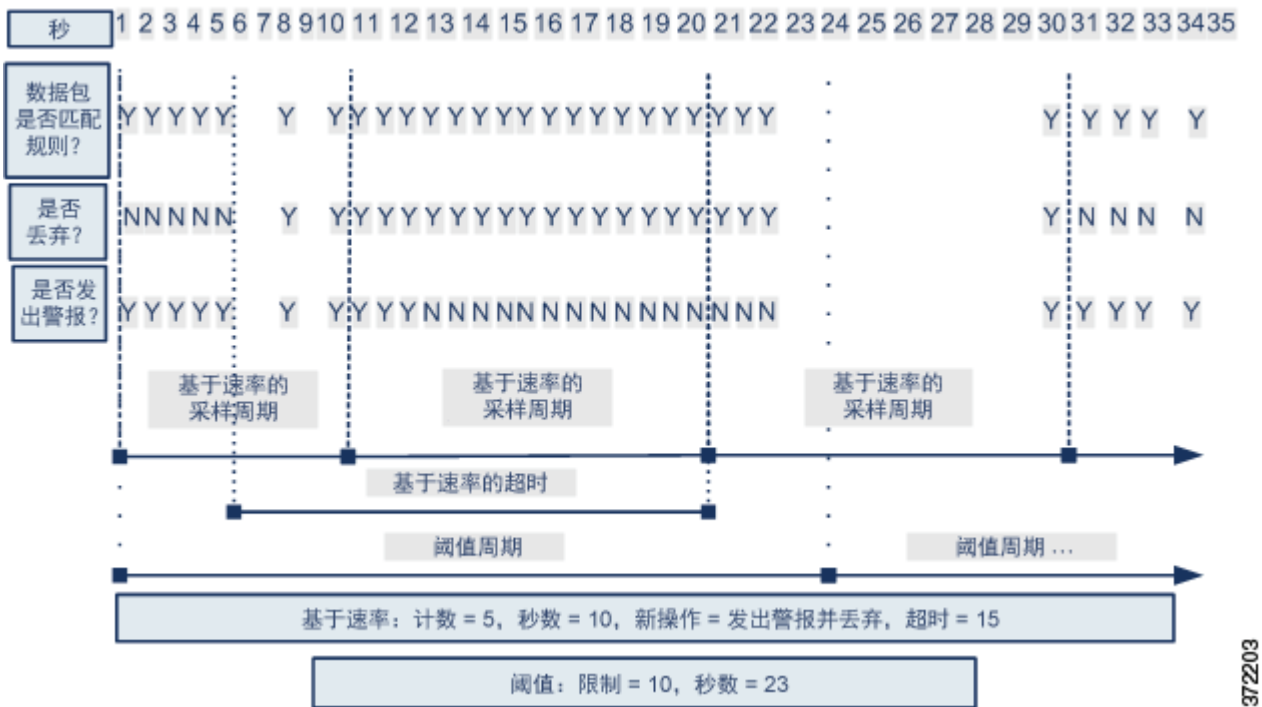 秒 1 2 3 4 5 6 7 8 9 10 11 12 13 14 15 16 17 18 19 20 21 22 23 24 25 26 27 28 29 30 31 32 33 34 35
数据包
是否匹配
规则?
Y Y Y Y Y Y Y Y Y Y Y Y Y Y Y Y Y Y Y Y Y Y Y Y Y Y Y Y Y Y
是否
丢弃?
N N N N N Y Y Y Y Y Y Y Y Y Y Y Y Y Y Y Y Y Y Y Y Y N N N N
是否发
出警报?
Y Y Y Y Y Y Y Y Y Y N N N N N N N N N N N N N N N Y Y Y Y Y
基于速率的
采样周期
基于速率的
采样周期
基于速率的
采样周期
基于速率的超时
阈值周期
阈值周期 ...
基于速率：计数 = 5，秒数 = 10，新操作 = 发出警报并丢弃，超时 = 15
阈值：限制 = 10，秒数 = 23
372203